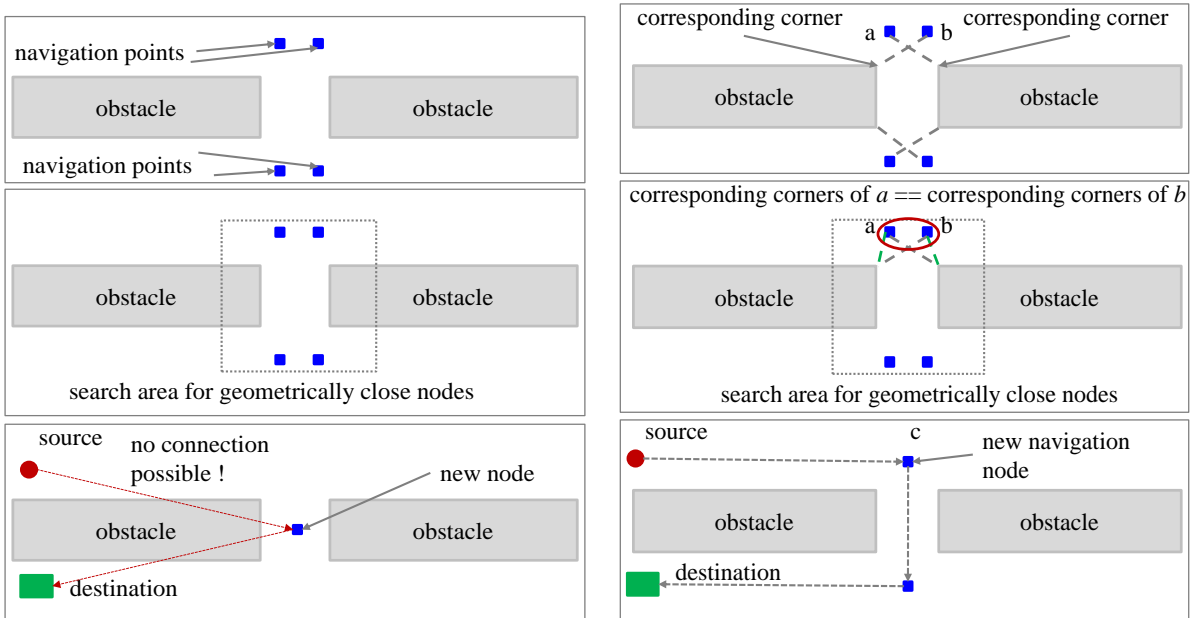 navigation points
obstacle
obstacle
navigation points
obstacle
obstacle
search area for geometrically close nodes
source
no connection
possible !
new node
obstacle
obstacle
destination
corresponding corner
corresponding corner
a
b
obstacle
obstacle
corresponding corners of a == corresponding corners of b
a
b
obstacle
obstacle
search area for geometrically close nodes
source
c
new navigation
node
obstacle
obstacle
destination